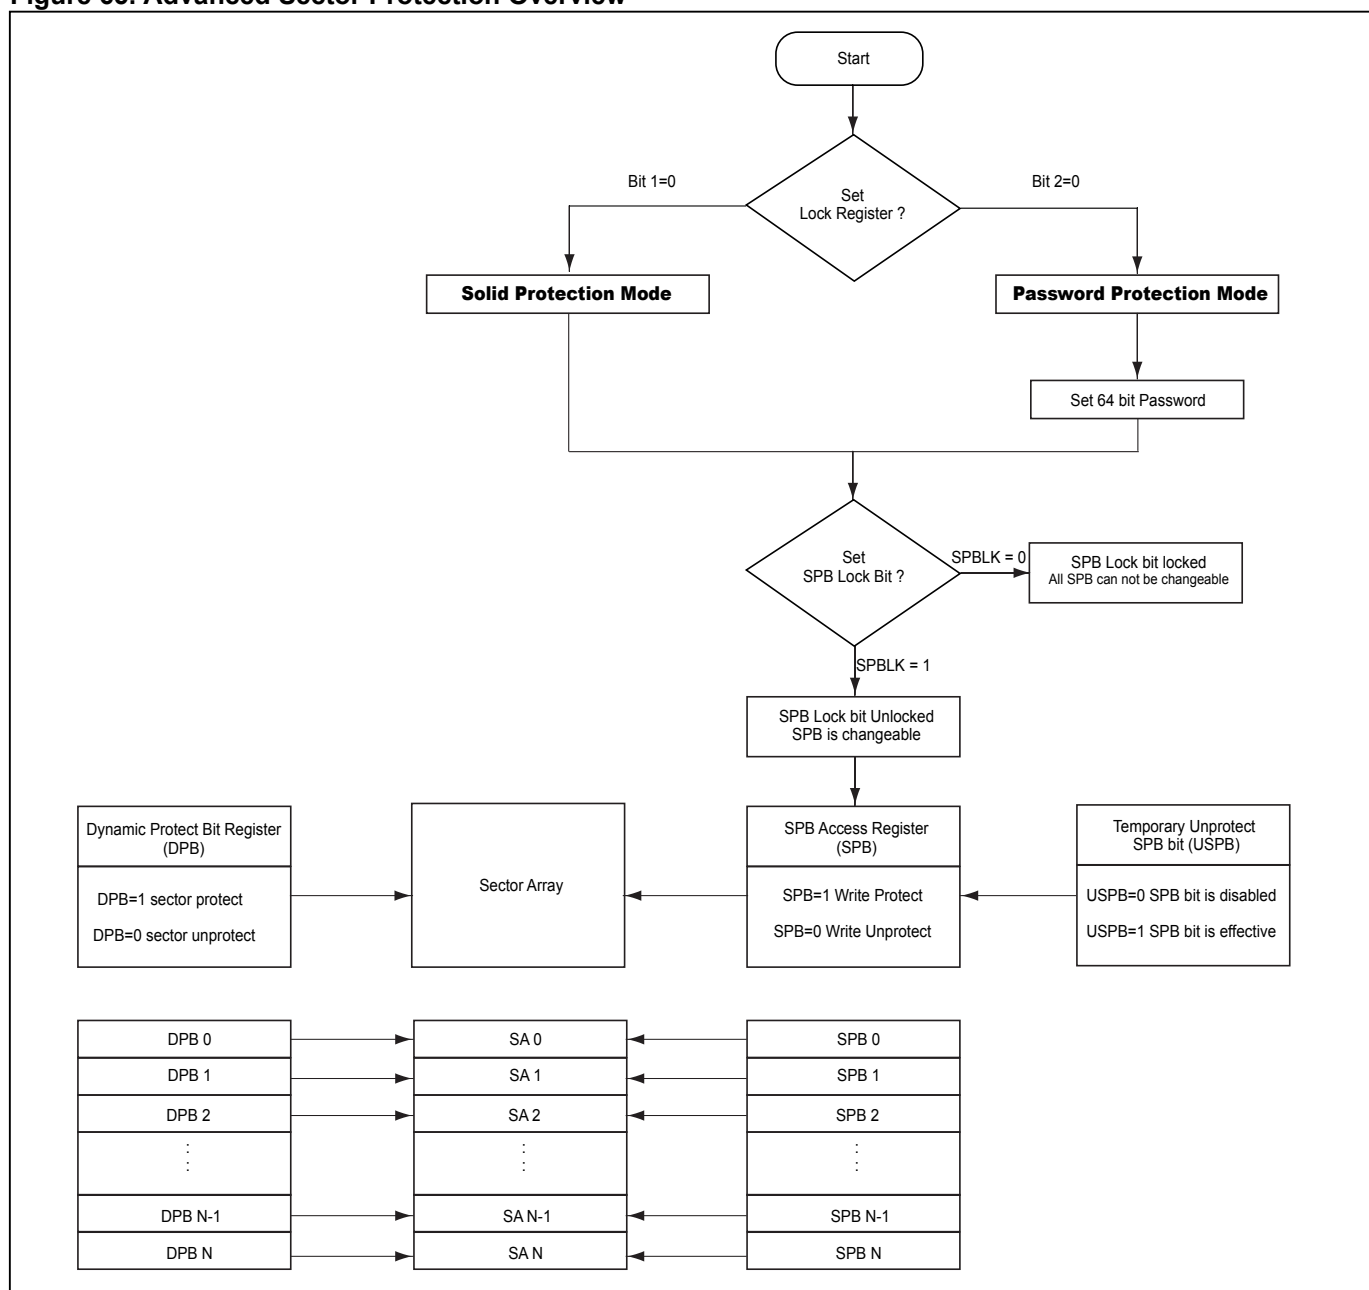 Start
Set
Lock Register ?
Bit 1=0
Bit 2=0
Solid Protection Mode
Password Protection Mode
Set 64 bit Password
Set
SPB Lock Bit ?
SPBLK = 0
SPB Lock bit locked
All SPB can not be changeable
SPBLK = 1
SPB Lock bit Unlocked
SPB is changeable
Dynamic Protect Bit Register
(DPB)
DPB=1 sector protect
DPB=0 sector unprotect
Sector Array
SPB Access Register
(SPB)
SPB=1 Write Protect
SPB=0 Write Unprotect
Temporary Unprotect
SPB bit (USPB)
USPB=0 SPB bit is disabled
USPB=1 SPB bit is effective
DPB 0
SA 0
SPB 0
DPB 1
SA 1
SPB 1
DPB 2
SA 2
SPB 2
:
:
:
:
:
:
DPB N-1
SA N-1
SPB N-1
DPB N
SA N
SPB N